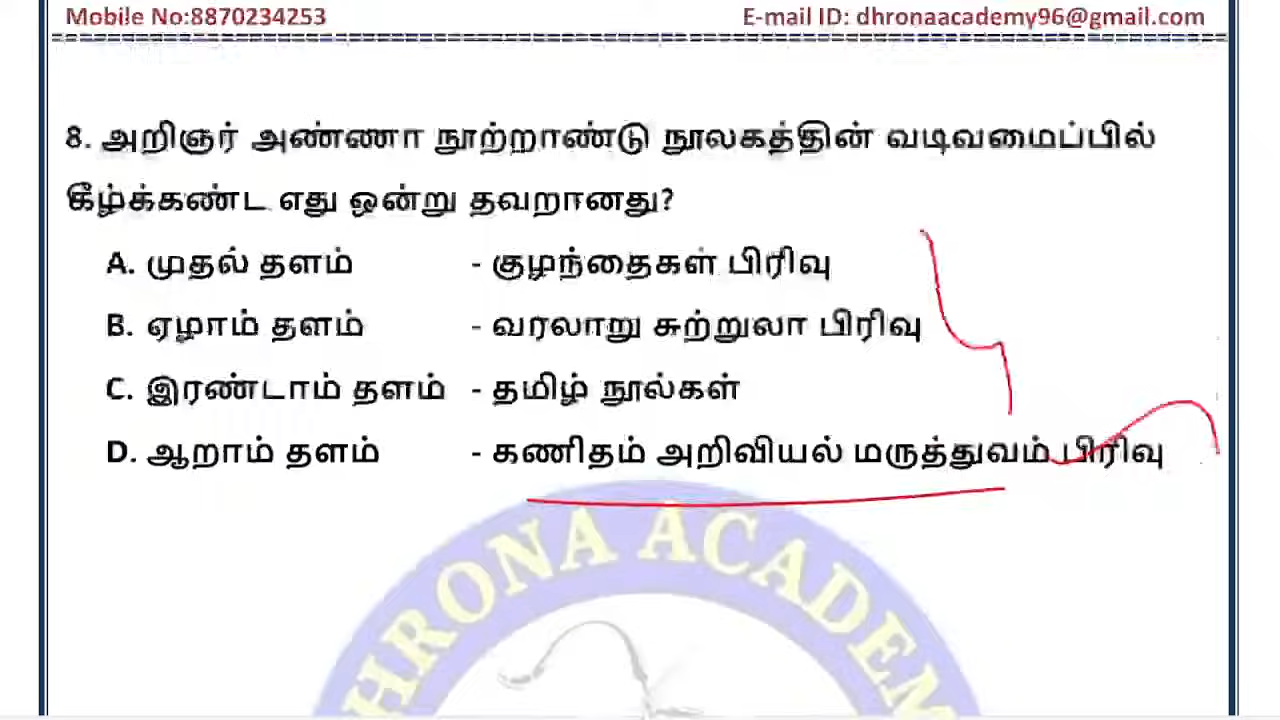 Mobile No:8870234253 E-mail ID: dhronaacademy96@gmail.com
8. அறிஞர் அண்ணா நூற்றாண்டு நூலகத்தின் வடிவமைப்பில்
கீழ்க்கண்ட எது ஒன்று தவறானது?
A. முதல் தளம் - குழந்தைகள் பிரிவு
B. ஏழாம் தளம் - வரலாறு சுற்றுலா பிரிவு
C. இரண்டாம் தளம் - தமிழ் நூல்கள்
D. ஆறாம் தளம் - கணிதம் அறிவியல் மருத்துவம் பிரிவு
HRONA ACADEM